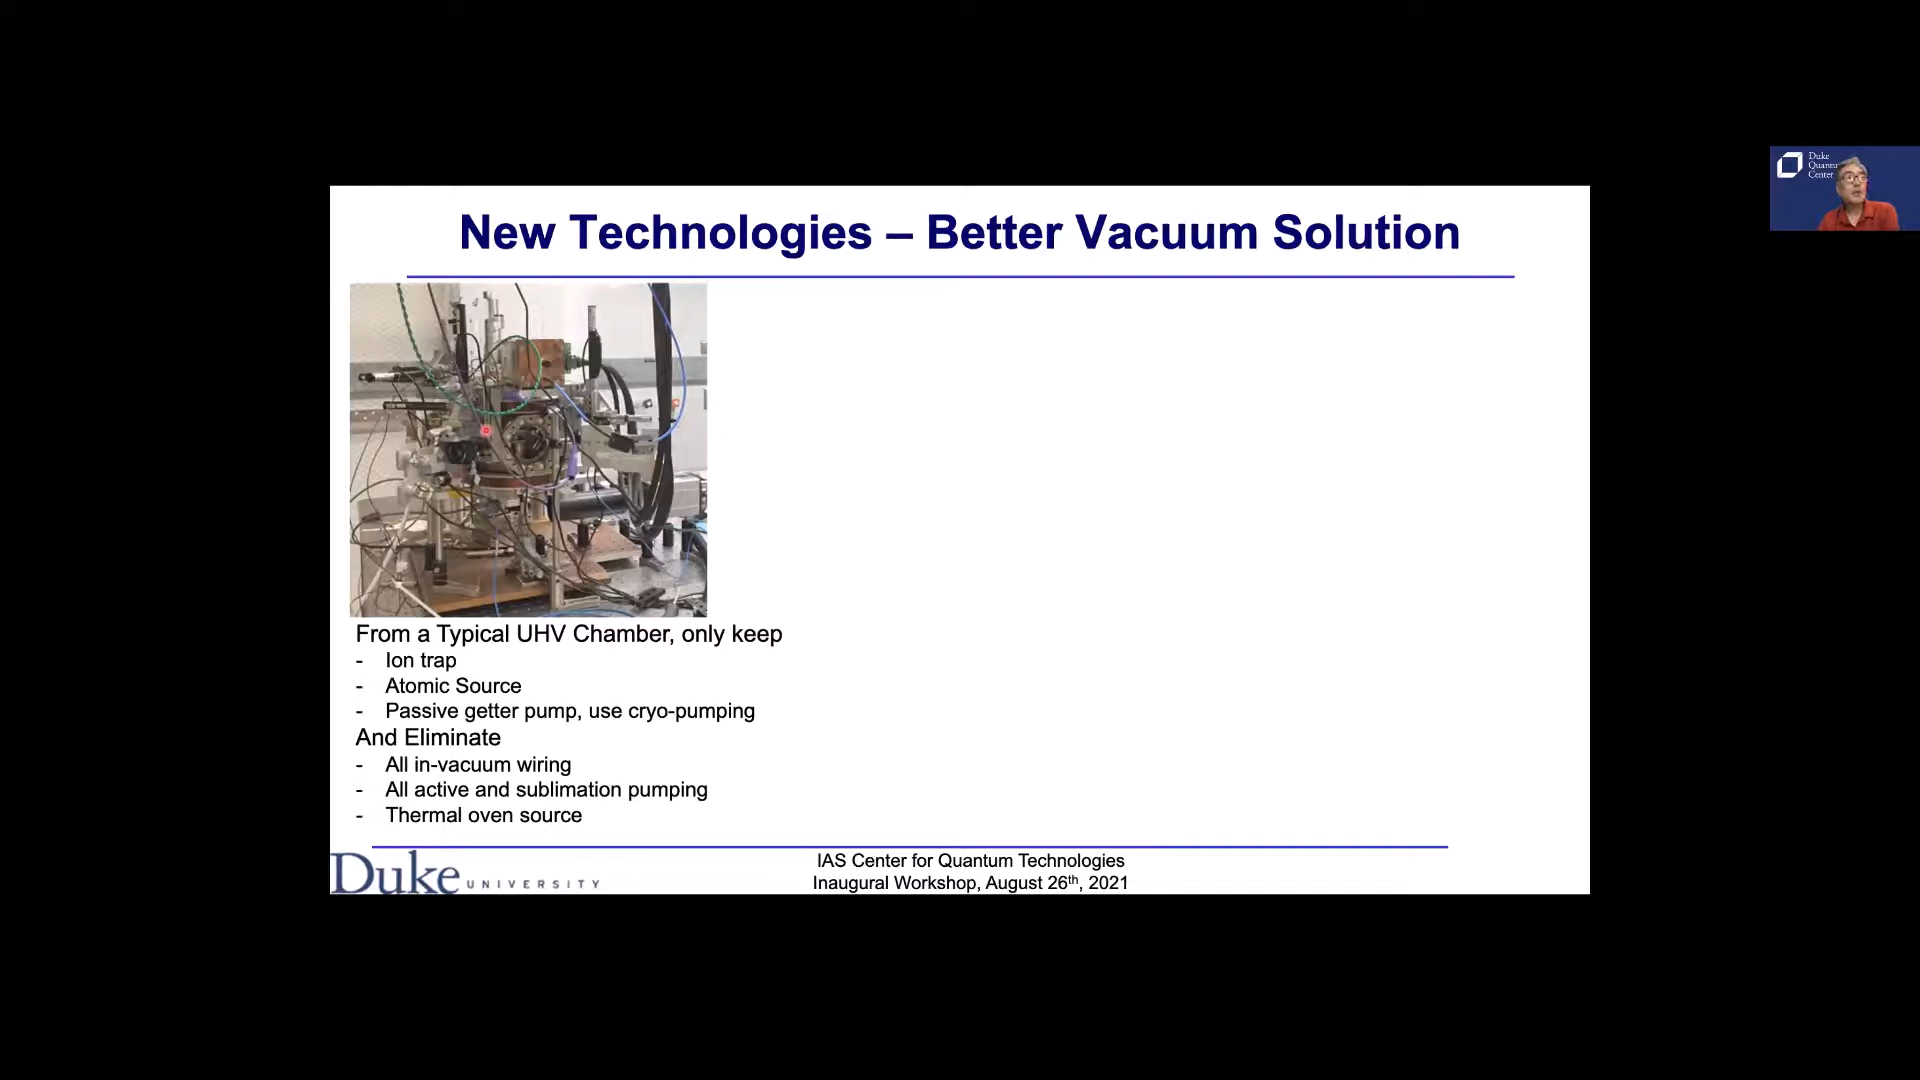 New Technologies – Better Vacuum Solution
Duke
Quantu
Center
From a Typical UHV Chamber, only keep
- Ion trap
- Atomic Source
- Passive getter pump, use cryo-pumping
And Eliminate
- All in-vacuum wiring
- All active and sublimation pumping
- Thermal oven source
Duke UNIVERSITY
IAS Center for Quantum Technologies
Inaugural Workshop, August 26th, 2021